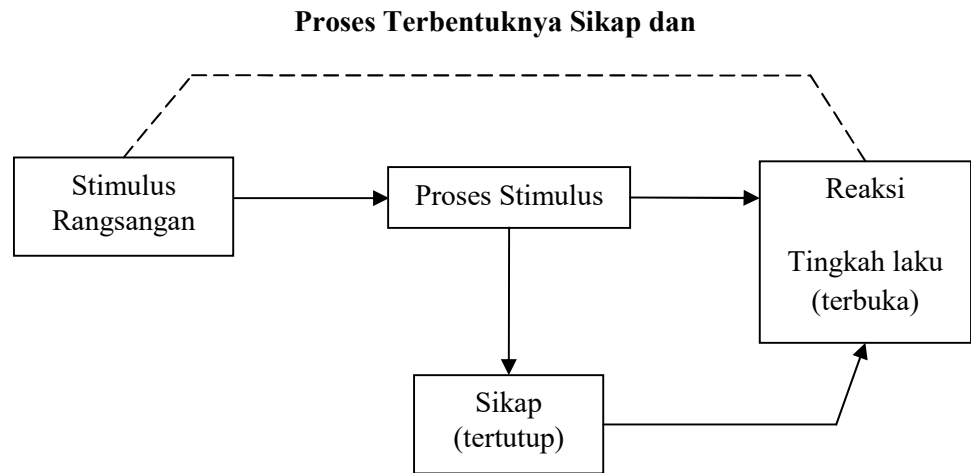 Proses Terbentuknya Sikap dan
Stimulus
Rangsangan
Proses Stimulus
Reaksi
Tingkah laku
(terbuka)
Sikap
(tertutup)